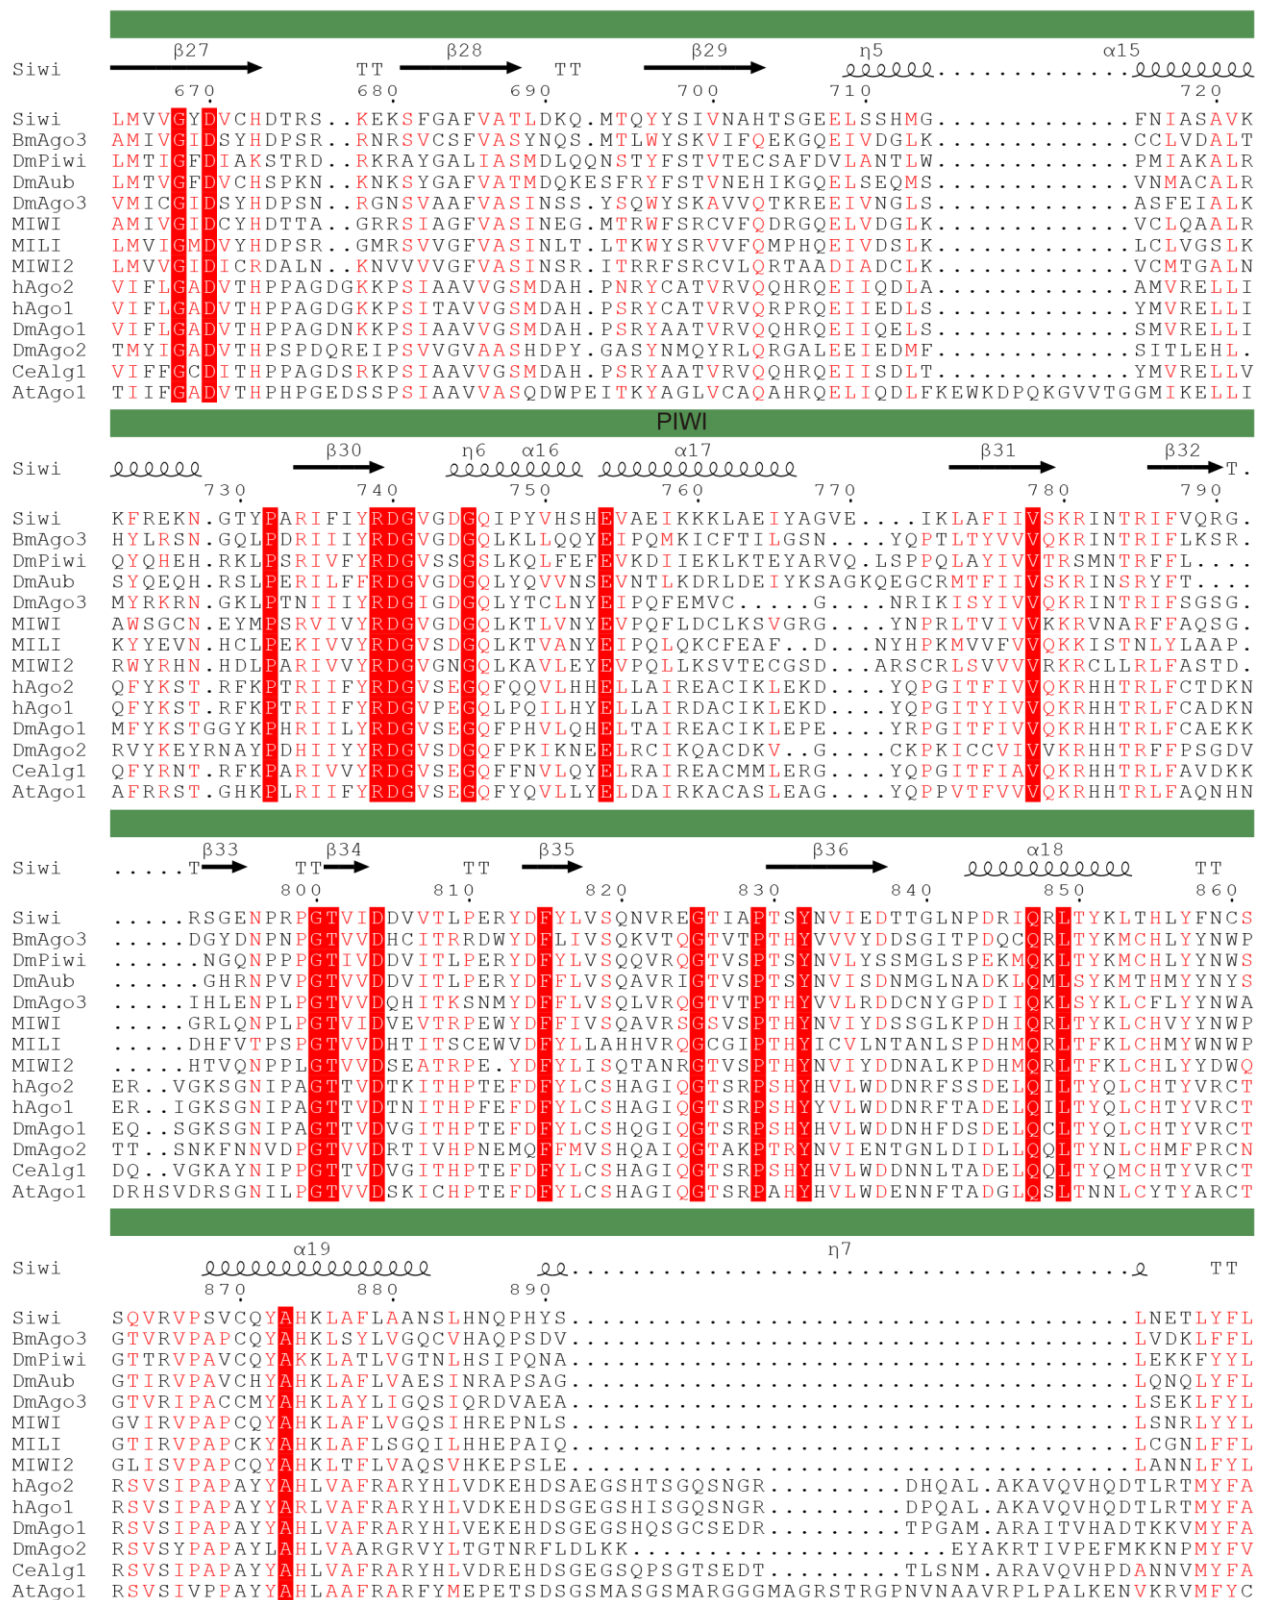 β27 β28 β29 η5 α15
Siwi TT TT
670 680 690 700 710 720
Siwi LMVVGYDVCHDTRS..KEKSFGAFVATLDKQ.MTQYYSIVNAHTSGEELSSHMG.............FNIASAVK
BmAgo3 AMIVGIDSYHDPSR..RNRSVCSFVASYNQS.MTLWYSKVIFQEKGQEIVDGLK.............CCLVDALT
DmPiwi LMTIGFDIAKSTRD..RKRAYGALIASMDLQQNSTYFSTVTECSAFDVLANTLW.............PMIAKALR
DmAub LMTVGFDVCHSPKN..KNKSYGAFVATMDQKESFRYFSTVNEHIKGQELSEQMS.............VNMACALR
DmAgo3 VMICGIDSYHDPSN..RGNSVAAFVASINSS.YSQWYSKAVVQTKREEIVNGLS.............ASFEIALK
MIWI AMIVGIDCYHDTTA..GRRSIAGFVASINEG.MTRWFSRCVFQDRGQELVDGLK.............VCLQAALR
MILI LMVIGMDVYHDPSR..GMRSVVGFVASINLT.LTKWYSRVVFQMPHQEIVDSLK.............LCLVGSLK
MIWI2 LMVVGIDICRDALN..KNVVVVGFVASINSR.ITRRFSRCVLQRTAADIADCLK.............VCMTGALN
hAgo2 VIFLGADVTHPPAGDGKKPSIAAVVGSMDAH.PNRYCATVRVQQHRQEIIQDLA.............AMVRELLI
hAgo1 VIFLGADVTHPPAGDGKKPSITAVVGSMDAH.PSRYCATVRVQRPRQEIIEDLS.............YMVRELLI
DmAgo1 VIFLGADVTHPPAGDNKKPSIAAVVGSMDAH.PSRYAATVRVQQHRQEIIQELS.............SMVRELLI
DmAgo2 TMYIGADVTHPSPDQREIPSVVGVAASHDPY.GASYNMQYRLQRGALEEIEDMF.............SITLEHL.
CeAlg1 VIFFGCDITHPPAGDSRKPSIAAVVGSMDAH.PSRYAATVRVQQHRQEIISDLT.............YMVRELLV
AtAgo1 TIIFGADVTHPHPGEDSSPSIAAVVASQDWPEITKYAGLVCAQAHRQELIQDLFKEWKDPQKGVVTGGMIKELLI
PIWI
β30 η6 α16 α17 β31 β32
Siwi T.
730 740 750 760 770 780 790
Siwi KFREKN.GTYPARIFIYRDGVGDGQIPYVHSHEVAEIKKKLAEIYAGVE....IKLAFIIVSKRINTRIFVQRG.
BmAgo3 HYLRSN.GQLPDRIIIYRDGVGDGQLKLLQQYEIPQMKICFTILGSN....YQPTLTYVVVQKRINTRIFLKSR.
DmPiwi QYQHEH.RKLPSRIVFYRDGVSSGSLKQLFEFEVKDIIEKLKTEYARVQ.LSPPQLAYIVVTRSMNTRFFL....
DmAub SYQEQH.RSLPERILFFRDGVGDGQLYQVVNSEVNTLKDRLDEIYKSAGKQEGCRMTFIIVSKRINSRYFT....
DmAgo3 MYRKRN.GKLPTNIIIYRDGIGDGQLYTCLNYEIPQFEMVC.....G....NRIKISYIVVQKRINTRIFSGSG.
MIWI AWSGCN.EYMPSRVIVYRDGVGDGQLKTLVNYEVPQFLDCLKSVGRG....YNPRLTVIVVKKRVNARFFAQSG.
MILI KYYEVN.HCLPEKIVVYRDGVSDGQLKTVANYEIPQLQKCFEAF..D....NYHPKMVVFVVQKKISTNLYLAAP.
MIWI2 RWYRHN.HDLPARIVVYRDGVGNGQLKAVLEYEVPQLLKSVTECGSD....ARSCRLSVVVVRKRCLLRLFASTD.
hAgo2 QFYKST.RFKPTRIIFYRDGVSEGQFQQVLHHELLAIREACIKLEKD....YQPGITFIVVQKRHHTRLFCTDKN
hAgo1 QFYKST.RFKPTRIIFYRDGVPEGQLPQILHYELLAIRDACIKLEKD....YQPGITYIVVQKRHHTRLFCADKN
DmAgo1 MFYKSTGGYKPHRIILYRDGVSEGQFPHVLQHELTAIREACIKLEPE....YRPGITFIVVQKRHHTRLFCAEKK
DmAgo2 RVYKEYRNAYPDHIIYYRDGVSDGQFPKIKNEELRCIKQACDKV..G....CKPKICCVIVVKRHHTRFFPSGDV
CeAlg1 QFYRNT.RFKPARIVVYRDGVSEGQFFNVLQYELRAIREACMMLERG....YQPGITFIAVQKRHHTRLFAVDKK
AtAgo1 AFRRST.GHKPLRIIFYRDGVSEGQFYQVLLYELDAIRKACASLEAG....YQPPVTFVVVQKRHHTRLFAQNHN
β33 β34 β35 β36 α18
Siwi .....T TT TT TT
800 810 820 830 840 850 860
Siwi .....RSGENPRPGTVIDDVVTLPERYDFYLVSQNVREGTIAPTSYNVIEDTTGLNPDRIQRLTYKLTHLYFNCS
BmAgo3 .....DGYDNPNPGTVVDHCITRRDWYDFLIVSQKVTQGTVTPTHYVVVYDDSGITPDQCQRLTYKMCHLYYNWP
DmPiwi ......NGQNPPPGTIVDDVITLPERYDFYLVSQQVRQGTVSPTSYNVLYSSMGLSPEKMQKLTYKMCHLYYNWS
DmAub ......GHRNPVPGTVVDDVITLPERYDFFLVSQAVRIGTVSPTSYNVISDNMGLNADKLQMLSYKMTHMYYNYS
DmAgo3 .....IHLENPLPGTVVDQHITKSNMYDFFLVSQLVRQGTVTPTHYVVLRDDCNYGPDIIQKLSYKLCFLYYNWA
MIWI .....GRLQNPLPGTVIDVEVTRPEWYDFFIVSQAVRSGSVSPTHYNVIYDSSGLKPDHIQRLTYKLCHVYYNWP
MILI .....DHFVTPSPGTVVDHTITSCEWVDFYLLAHHVRQGCGIPTHYICVLNTANLSPDHMQRLTFKLCHMYWNWP
MIWI2 .....HTVQNPPLGTVVDSEATRPE.YDFYLISQTANRGTVSPTHYNVIYDDNALKPDHMQRLTFKLCHLYYDWQ
hAgo2 ER..VGKSGNIPAGTTVDTKITHPTEFDFYLCSHAGIQGTSRPSHYHVLWDDNRFSSDELQILTYQLCHTYVRCT
hAgo1 ER..IGKSGNIPAGTTVDTNITHPFEFDFYLCSHAGIQGTSRPSHYYVLWDDNRFTADELQILTYQLCHTYVRCT
DmAgo1 EQ..SGKSGNIPAGTTVDVGITHPTEFDFYLCSHQGIQGTSRPSHYHVLWDDNHFDSDELQCLTYQLCHTYVRCT
DmAgo2 TT..SNKFNNVDPGTVVDRTIVHPNEMQFFMVSHQAIQGTAKPTRYNVIENTGNLDIDLLQQLTYNLCHMFPRCN
CeAlg1 DQ..VGKAYNIPPGTTVDVGITHPTEFDFYLCSHAGIQGTSRPSHYHVLWDDNNLTADELQQLTYQMCHTYVRCT
AtAgo1 DRHSVDRSGNILPGTVVDSKICHPTEFDFYLCSHAGIQGTSRPAHYHVLWDENNFTADGLQSLTNNLCYTYARCT
α19 η7
Siwi TT
870 880 890
Siwi SQVRVPSVCQYAHKLAFLAANSLHNQPHYS.....................................LNETLYFL
BmAgo3 GTVRVPAPCQYAHKLSYLVGQCVHAQPSDV.....................................LVDKLFFL
DmPiwi GTTRVPAVCQYAKKLATLVGTNLHSIPQNA.....................................LEKKFYYL
DmAub GTIRVPAVCHYAHKLAFLVAESINRAPSAG.....................................LQNQLYFL
DmAgo3 GTVRIPACCMYAHKLAYLIGQSIQRDVAEA.....................................LSEKLFYL
MIWI GVIRVPAPCQYAHKLAFLVGQSIHREPNLS.....................................LSNRLYYL
MILI GTIRVPAPCKYAHKLAFLSGQILHHEPAIQ.....................................LCGNLFFL
MIWI2 GLISVPAPCQYAHKLTFLVAQSVHKEPSLE.....................................LANNLFYL
hAgo2 RSVSIPAPAYYAHLVAFRARYHLVDKEHDSAEGSHTSGQSNGR.........DHQAL.AKAVQVHQDTLRTMYFA
hAgo1 RSVSIPAPAYYARLVAFRARYHLVDKEHDSGEGSHISGQSNGR.........DPQAL.AKAVQVHQDTLRTMYFA
DmAgo1 RSVSIPAPAYYAHLVAFRARYHLVEKEHDSGEGSHQSGCSEDR.........TPGAM.ARAITVHADTKKVMYFA
DmAgo2 RSVSYPAPAYLAHLVAARGRVYLTGTNRFLDLKK.....................EYAKRTIVPEFMKKNPMYFV
CeAlg1 RSVSIPAPAYYAHLVAFRARYHLVDREHDSGEGSQPSGTSEDT.........TLSNM.ARAVQVHPDANNVMYFA
AtAgo1 RSVSIVPPAYYAHLAAFRARFYMEPETSDSGSMASGSMARGGGMAGRSTRGPNVNAAVRPLPALKENVKRVMFYC